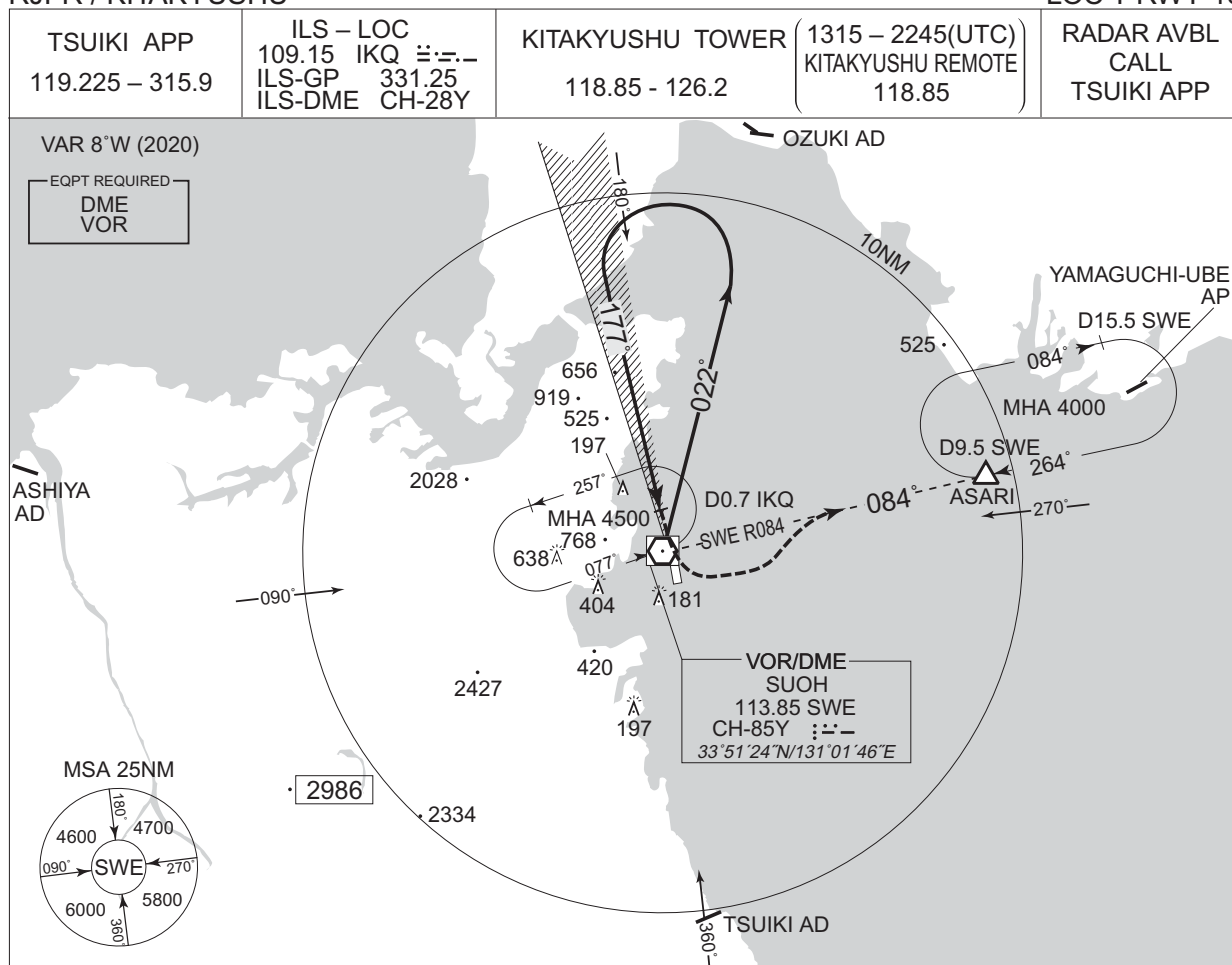 TSUIKI APP
119.225 – 315.9
ILS – LOC
109.15 IKQ
ILS-GP 331.25
ILS-DME CH-28Y
KITAKYUSHU TOWER
118.85 - 126.2
1315 – 2245(UTC)
KITAKYUSHU REMOTE
118.85
RADAR AVBL
CALL
TSUIKI APP
VAR 8°W (2020)
EQPT REQUIRED
DME
VOR
OZUKI AD
180°
10NM
YAMAGUCHI-UBE
AP
D15.5 SWE
525
084°
177°
022°
656
919
525
197
MHA 4000
D9.5 SWE
264°
ASARI
270°
ASHIYA
AD
2028
257°
MHA 4500
D0.7 IKQ
084°
SWE R084
768
638
077°
404
181
090°
420
2427
197
VOR/DME
SUOH
113.85 SWE
CH-85Y
33°51´24˝N/131°01´46˝E
MSA 25NM
180°
4600
4700
090°
SWE
270°
6000
5800
360°
2986
2334
TSUIKI AD
360°